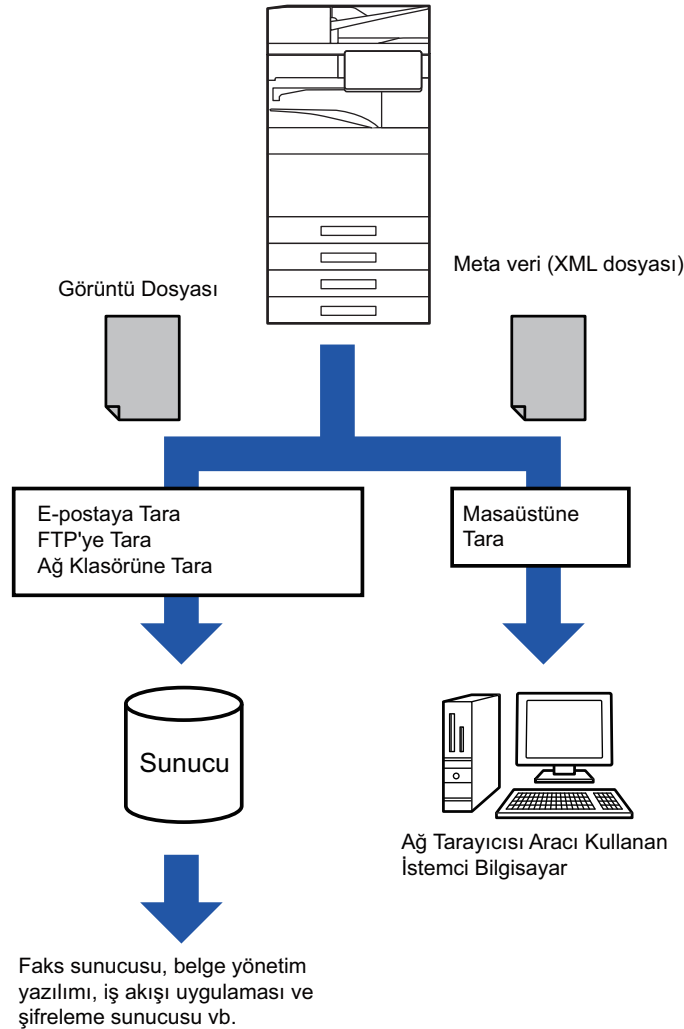 Meta veri (XML dosyası)
Görüntü Dosyası
E-postaya Tara
FTP'ye Tara
Ağ Klasörüne Tara
Masaüstüne
Tara
Sunucu
Ağ Tarayıcısı Aracı Kullanan
İstemci Bilgisayar
Faks sunucusu, belge yönetim
yazılımı, iş akışı uygulaması ve
şifreleme sunucusu vb.